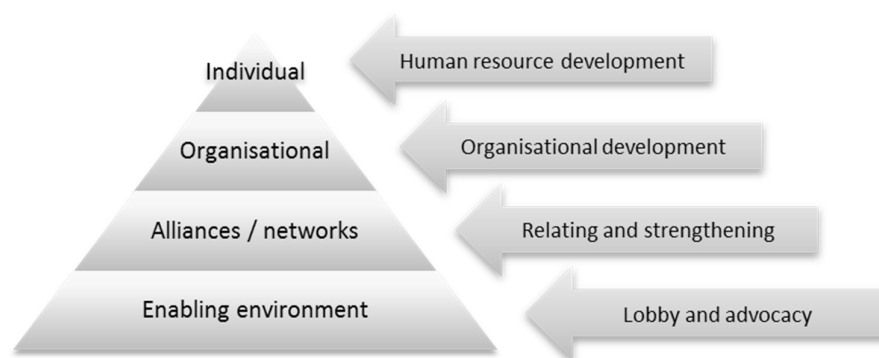 Individual
Human resource development
Organisational
Organisational development
Alliances / networks
Relating and strengthening
Enabling environment
Lobby and advocacy